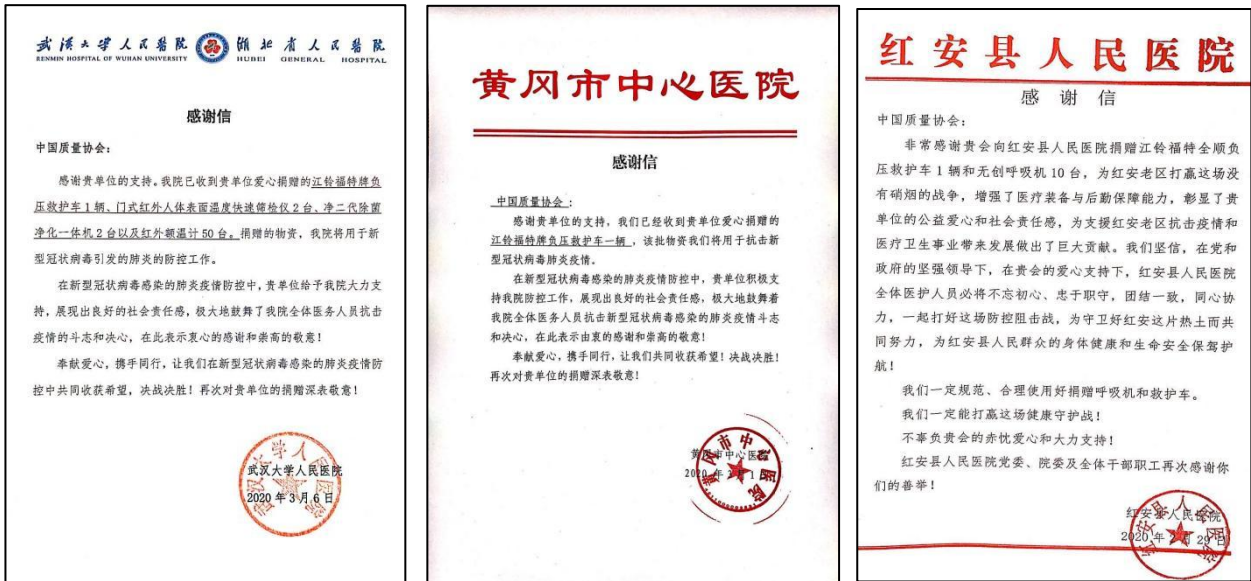 武汉大学人民医院 湖北省人民医院
RENMIN HOSPITAL OF WUHAN UNIVERSITY HUBEI GENERAL HOSPITAL
感谢信
中国质量协会：
感谢贵单位的支持。我院已收到贵单位爱心捐赠的江铃福特牌负
压救护车1辆、门式红外人体表面温度快速筛检仪2台、净二代除菌
净化一体机2台以及红外额温计50台。捐赠的物资，我院将用于新
型冠状病毒引发的肺炎的防控工作。
在新型冠状病毒感染的肺炎疫情防控中，贵单位给予我院大力支
持，展现出良好的社会责任感，极大地鼓舞了我院全体医务人员抗击
疫情的斗志和决心，在此表示衷心的感谢和崇高的敬意！
奉献爱心，携手同行，让我们在新型冠状病毒感染的肺炎疫情防
控中共同收获希望，决战决胜！再次对贵单位的捐赠深表敬意！
武汉大学人民医院
2020年3月6日
黄冈市中心医院
感谢信
中国质量协会：
感谢贵单位的支持，我们已经收到贵单位爱心捐赠的
江铃福特牌负压救护车一辆，该批物资我们将用于抗击新
型冠状病毒肺炎疫情。
在新型冠状病毒感染的肺炎疫情防控中，贵单位积极支
持我院防控工作，展现出良好的社会责任感，极大地鼓舞着
我院全体医务人员抗击新型冠状病毒感染的肺炎疫情斗志
和决心，在此表示由衷的感谢和崇高的敬意！
奉献爱心，携手同行，让我们共同收获希望！决战决胜！
再次对贵单位的捐赠深表敬意！
黄冈市中心医院
2020年
红安县人民医院
感谢信
中国质量协会：
非常感谢贵会向红安县人民医院捐赠江铃福特全顺负
压救护车1辆和无创呼吸机10台，为红安老区打赢这场没
有硝烟的战争，增强了医疗装备与后勤保障能力，彰显了贵
单位的公益爱心和社会责任感，为支援红安老区抗击疫情和
医疗卫生事业带来发展做出了巨大贡献。我们坚信，在党和
政府的坚强领导下，在贵会的爱心支持下，红安县人民医院
全体医护人员必将不忘初心、忠于职守，团结一致，同心协
力，一起打好这场防控阻击战，为守卫好红安这片热土而共
同努力，为红安县人民群众的身体健康和生命安全保驾护
航！
我们一定规范、合理使用好捐赠呼吸机和救护车。
我们一定能打赢这场健康守护战！
不辜负贵会的赤忱爱心和大力支持！
红安县人民医院党委、院委及全体干部职工再次感谢你
们的善举！
红安县人民医院
2020年